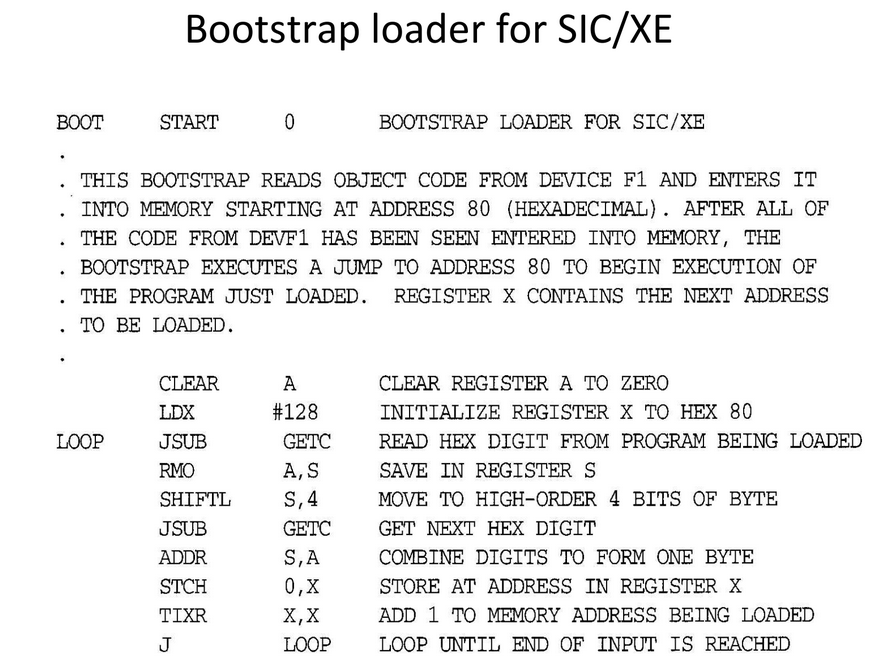 Bootstrap loader for SIC/XE
BOOT START 0 BOOTSTRAP LOADER FOR SIC/XE
.
. THIS BOOTSTRAP READS OBJECT CODE FROM DEVICE F1 AND ENTERS IT
. INTO MEMORY STARTING AT ADDRESS 80 (HEXADECIMAL). AFTER ALL OF
. THE CODE FROM DEVF1 HAS BEEN SEEN ENTERED INTO MEMORY, THE
. BOOTSTRAP EXECUTES A JUMP TO ADDRESS 80 TO BEGIN EXECUTION OF
. THE PROGRAM JUST LOADED. REGISTER X CONTAINS THE NEXT ADDRESS
. TO BE LOADED.
.
CLEAR A CLEAR REGISTER A TO ZERO
LDX #128 INITIALIZE REGISTER X TO HEX 80
LOOP JSUB GETC READ HEX DIGIT FROM PROGRAM BEING LOADED
RMO A,S SAVE IN REGISTER S
SHIFTL S,4 MOVE TO HIGH-ORDER 4 BITS OF BYTE
JSUB GETC GET NEXT HEX DIGIT
ADDR S,A COMBINE DIGITS TO FORM ONE BYTE
STCH 0,X STORE AT ADDRESS IN REGISTER X
TIXR X,X ADD 1 TO MEMORY ADDRESS BEING LOADED
J LOOP LOOP UNTIL END OF INPUT IS REACHED